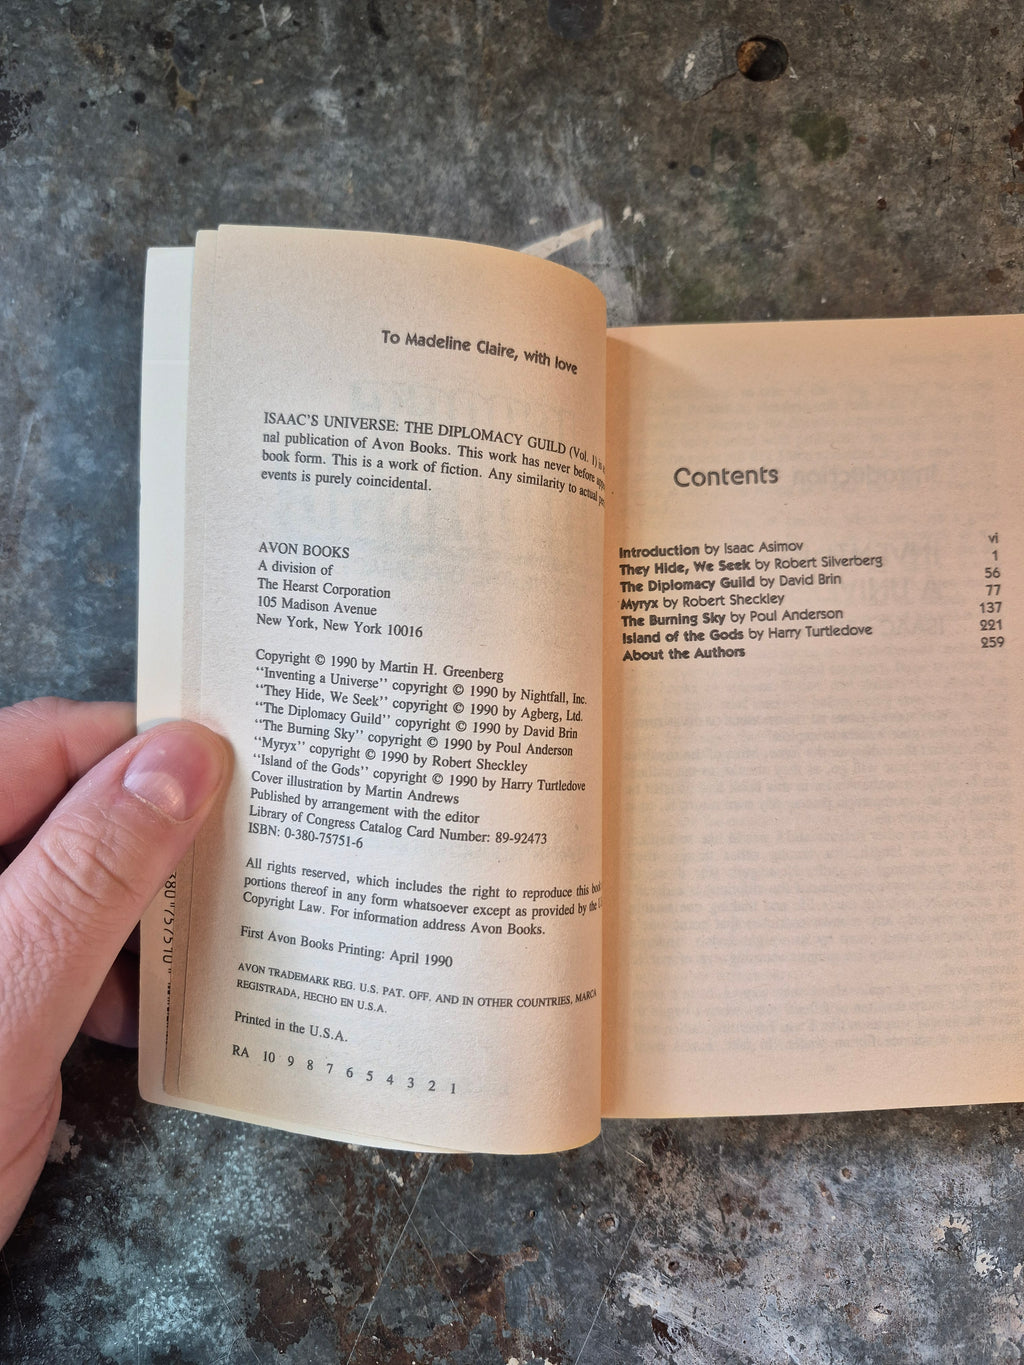 To Madeline Claire, with love
ISAAC'S UNIVERSE: THE DIPLOMACY GUILD (Vol. 1)
nal publication of Avon Books. This work has never before
book form. This is a work of fiction. Any similarity to actual
events is purely coincidental.
AVON BOOKS
A division of
The Hearst Corporation
105 Madison Avenue
New York, New York 10016
Copyright © 1990 by Martin H. Greenberg
"Inventing a Universe" copyright © 1990 by Nightfall, Inc.
"They Hide, We Seek" copyright © 1990 by Agberg, Ltd.
"The Diplomacy Guild" copyright © 1990 by David Brin
"The Burning Sky" copyright © 1990 by Poul Anderson
"Myryx" copyright © 1990 by Robert Sheckley
"Island of the Gods" copyright © 1990 by Harry Turtledove
Cover illustration by Martin Andrews
Published by arrangement with the editor
Library of Congress Catalog Card Number: 89-92473
ISBN: 0-380-75751-6
All rights reserved, which includes the right to reproduce this
portions thereof in any form whatsoever except as provided by the
Copyright Law. For information address Avon Books.
First Avon Books Printing: April 1990
AVON TRADEMARK REG. U.S. PAT. OFF. AND IN OTHER COUNTRIES, MARCA
REGISTRADA, HECHO EN U.S.A.
Printed in the U.S.A.
RA 10 9 8 7 6 5 4 3 2 1
Contents
Introduction by Isaac Asimov vi
They Hide, We Seek by Robert Silverberg 1
The Diplomacy Guild by David Brin 56
Myryx by Robert Sheckley 77
The Burning Sky by Poul Anderson 137
Island of the Gods by Harry Turtledove 221
About the Authors 259